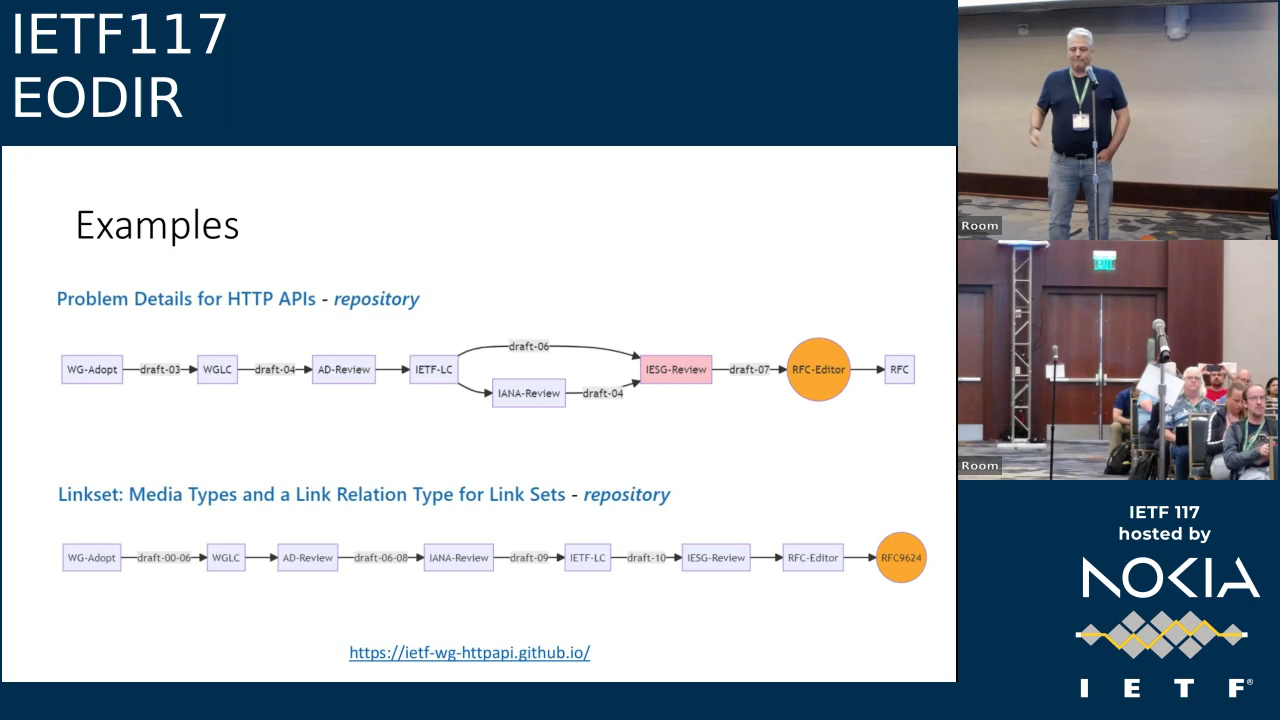 IETF117
EODIR
Examples
Problem Details for HTTP APIs - repository
draft-06
WG-Adopt draft-03 WGLC draft-04 AD-Review IETF-LC IESG-Review draft-07 RFC-Editor RFC
IANA-Review draft-04
Linkset: Media Types and a Link Relation Type for Link Sets - repository
WG-Adopt draft-00-06 WGLC AD-Review draft-06-08 IANA-Review draft-09 IETF-LC draft-10 IESG-Review RFC-Editor RFC9624
https://ietf-wg-httpapi.github.io/
Room
Room
IETF 117
hosted by
NOKIA
I E T F®